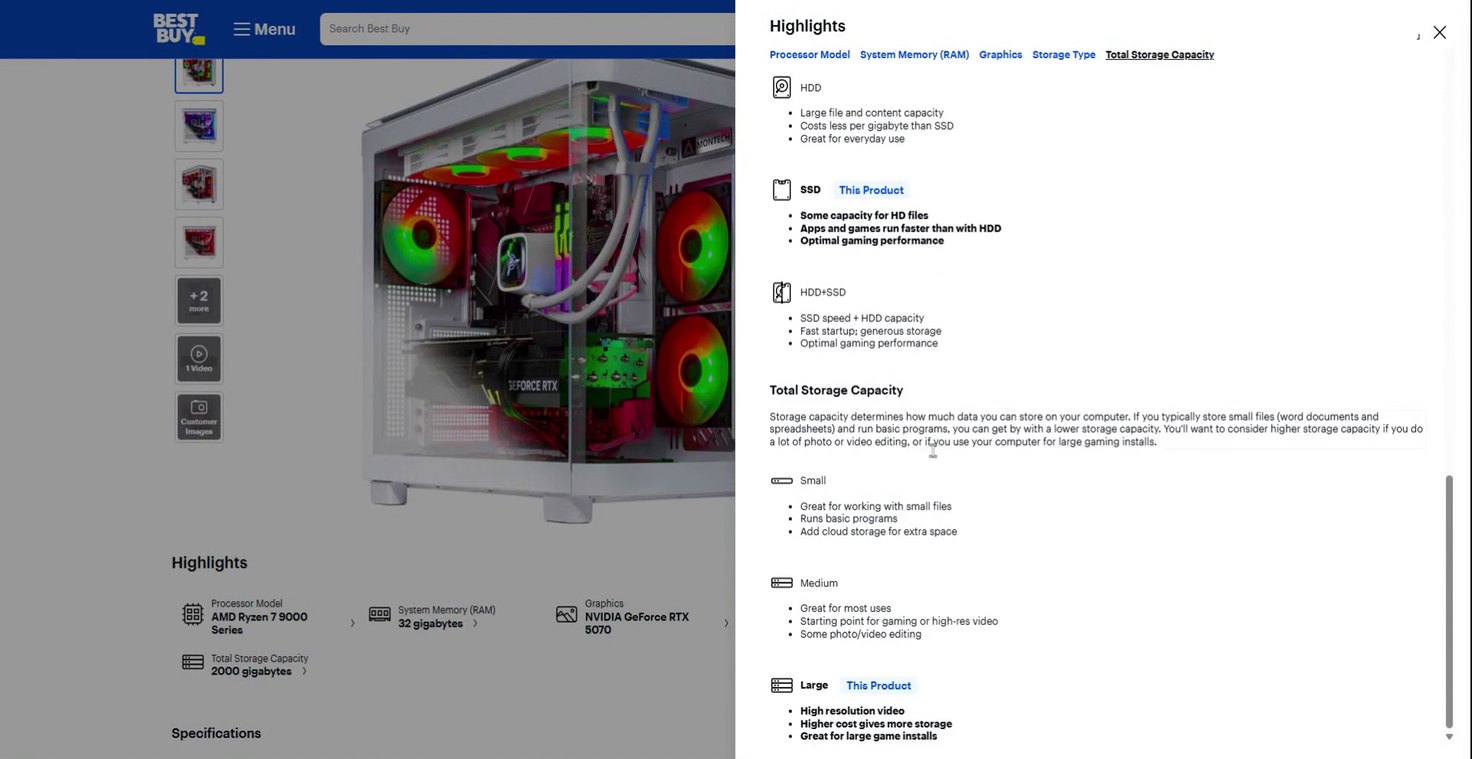 BEST
BUY
Menu
Search Best Buy
+2
more
1 Video
Customer
Images
MONTECH
GEFORCE RTX
Highlights
Processor Model
AMD Ryzen 7 9000
Series
System Memory (RAM)
32 gigabytes
Graphics
NVIDIA GeForce RTX
5070
Total Storage Capacity
2000 gigabytes
Specifications
Highlights
Processor Model System Memory (RAM) Graphics Storage Type Total Storage Capacity
HDD
• Large file and content capacity
• Costs less per gigabyte than SSD
• Great for everyday use
SSD This Product
• Some capacity for HD files
• Apps and games run faster than with HDD
• Optimal gaming performance
HDD+SSD
• SSD speed + HDD capacity
• Fast startup; generous storage
• Optimal gaming performance
Total Storage Capacity
Storage capacity determines how much data you can store on your computer. If you typically store small files (word documents and
spreadsheets) and run basic programs, you can get by with a lower storage capacity. You'll want to consider higher storage capacity if you do
a lot of photo or video editing, or if you use your computer for large gaming installs.
Small
• Great for working with small files
• Runs basic programs
• Add cloud storage for extra space
Medium
• Great for most uses
• Starting point for gaming or high-res video
• Some photo/video editing
Large This Product
• High resolution video
• Higher cost gives more storage
• Great for large game installs